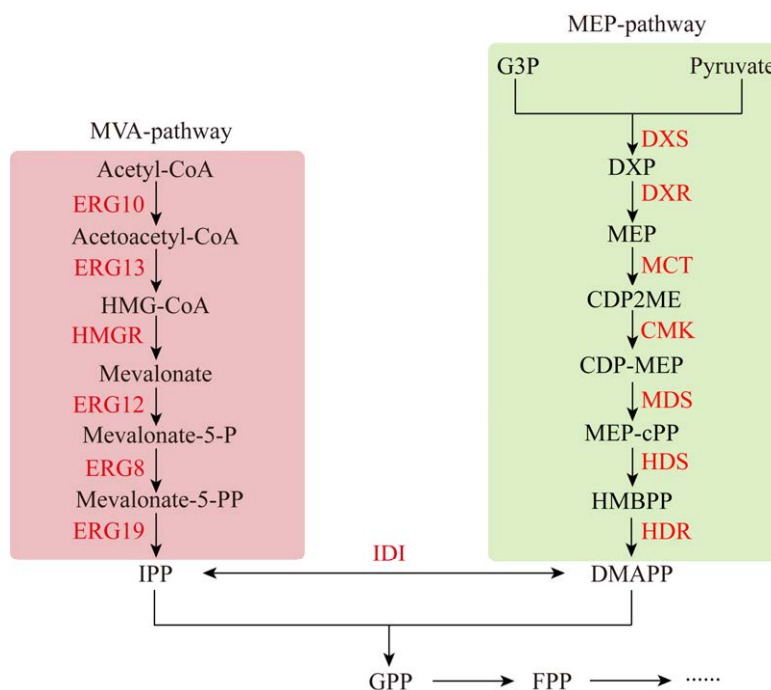 MEP-pathway
G3P
Pyruvate
DXS
DXP
DXR
MEP
MCT
CDP2ME
CMK
CDP-MEP
MDS
MEP-cPP
HDS
HMBPP
HDR
DMAPP
MVA-pathway
Acetyl-CoA
ERG10
Acetoacetyl-CoA
ERG13
HMG-CoA
HMGR
Mevalonate
ERG12
Mevalonate-5-P
ERG8
Mevalonate-5-PP
ERG19
IPP
IDI
GPP
FPP
······